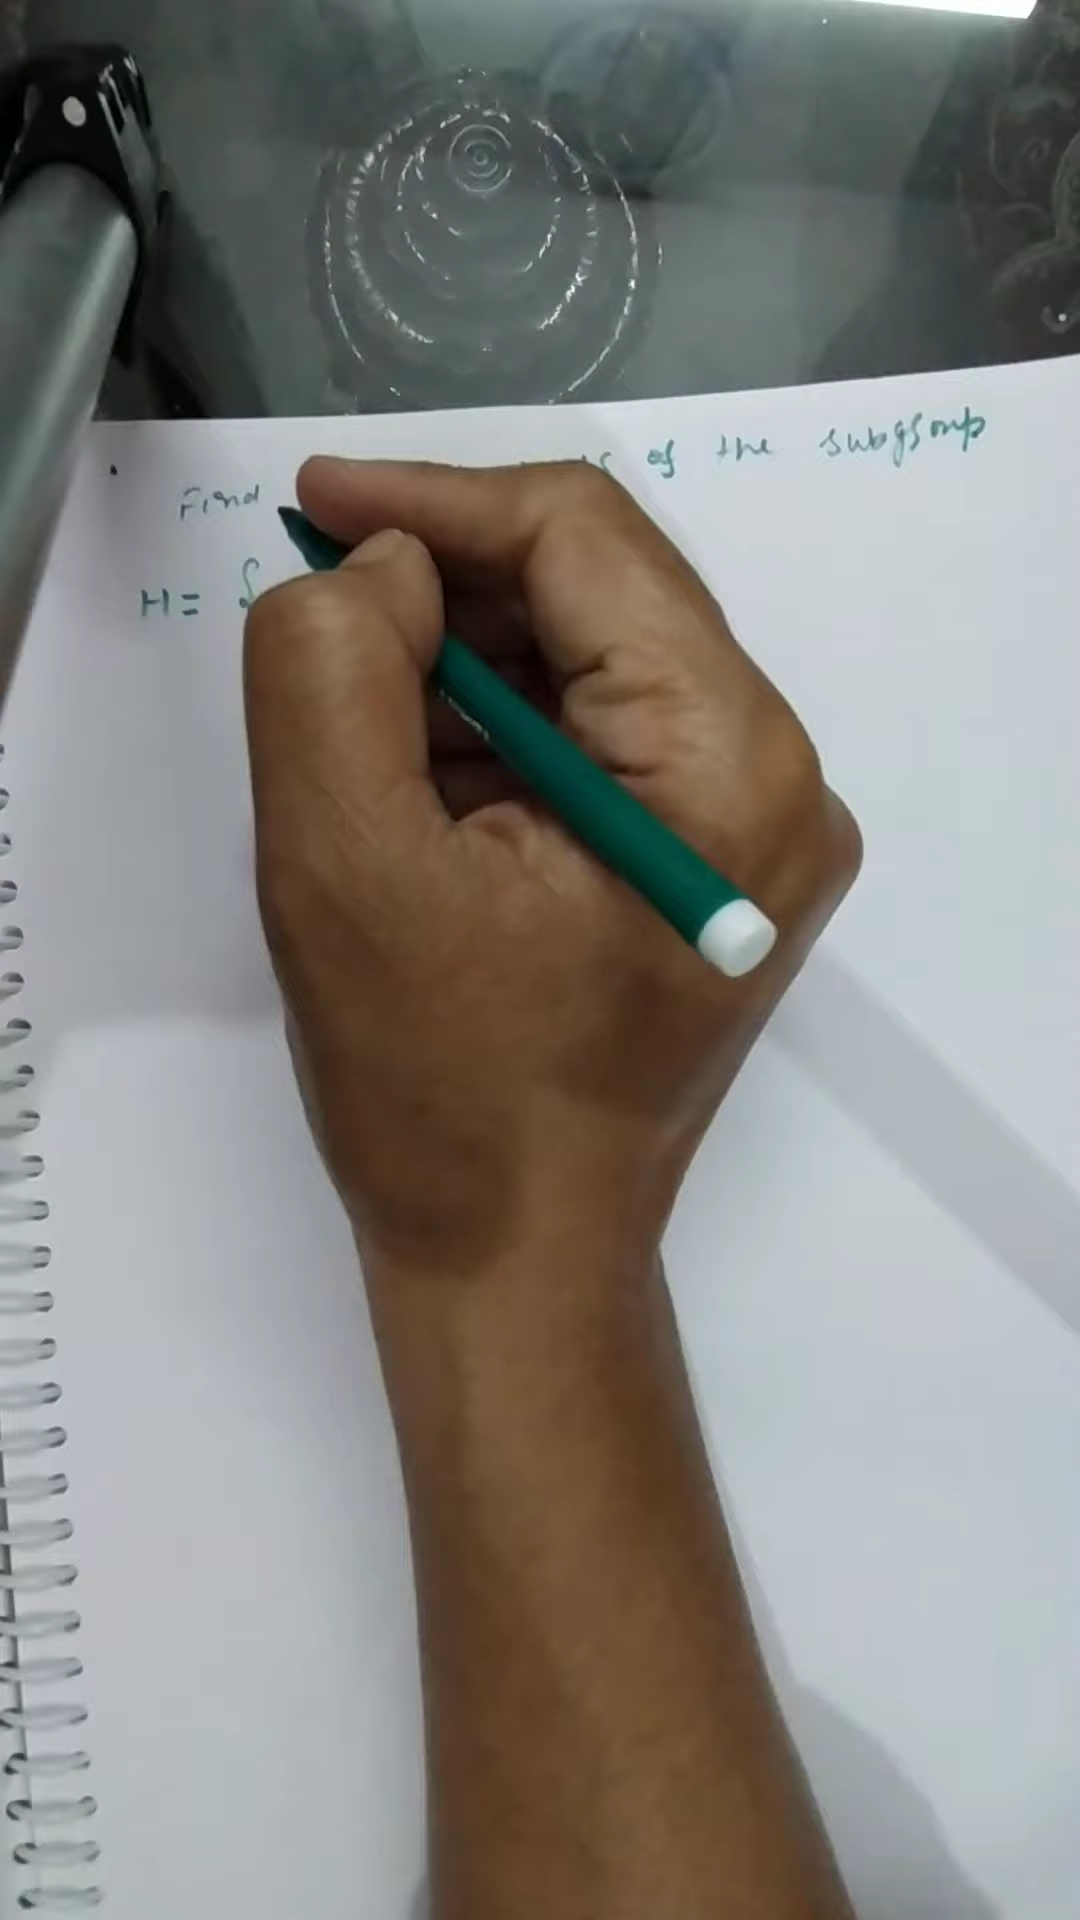 Find of the subgroup
H = {